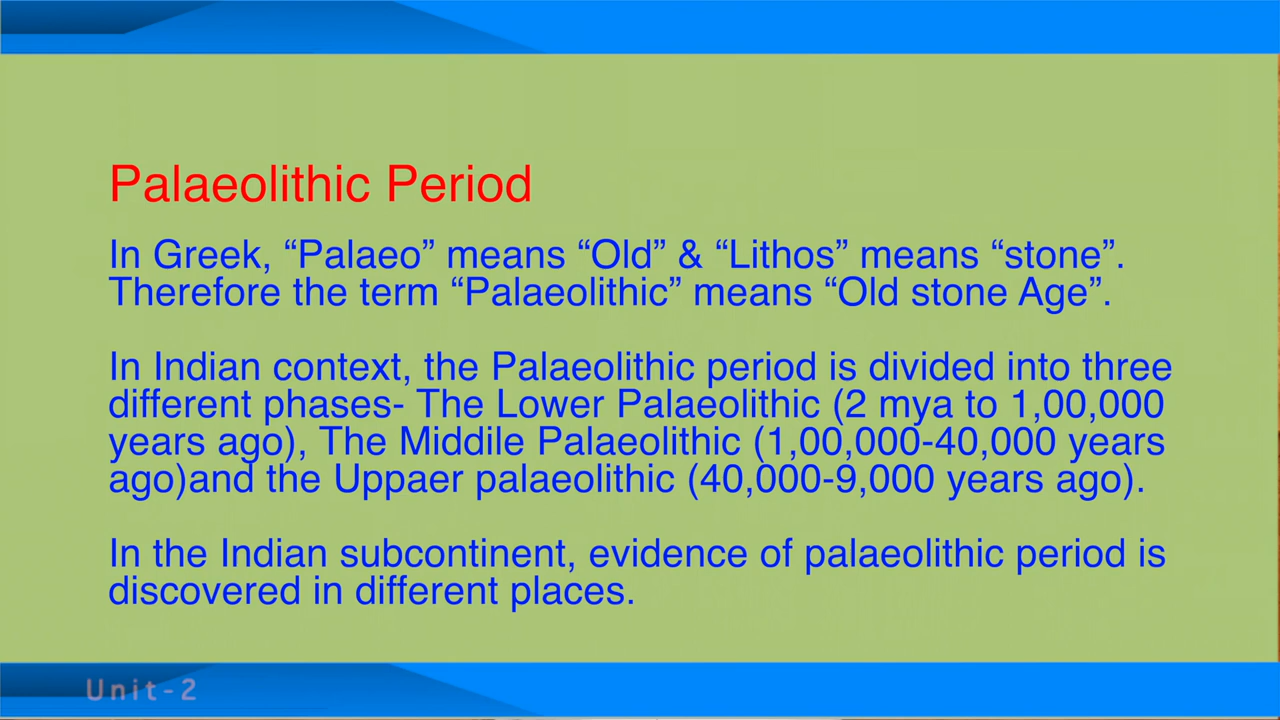 Palaeolithic Period
In Greek, “Palaeo” means “Old” & “Lithos” means “stone”.
Therefore the term “Palaeolithic” means “Old stone Age”.
In Indian context, the Palaeolithic period is divided into three
different phases- The Lower Palaeolithic (2 mya to 1,00,000
years ago), The Middile Palaeolithic (1,00,000-40,000 years
ago)and the Uppaer palaeolithic (40,000-9,000 years ago).
In the Indian subcontinent, evidence of palaeolithic period is
discovered in different places.
Unit-2